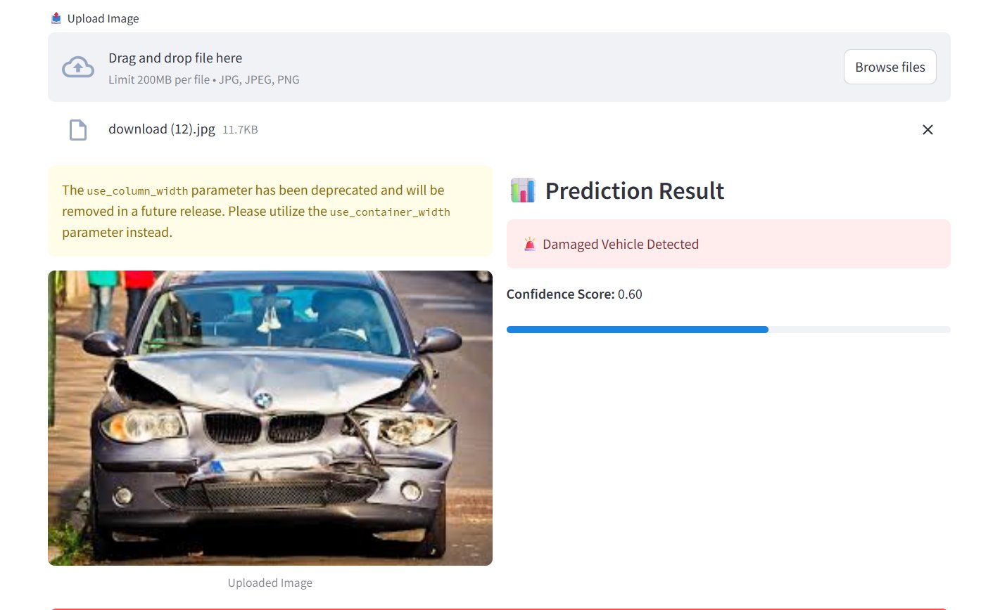 Upload Image
Drag and drop file here
Limit 200MB per file • JPG, JPEG, PNG
Browse files
download (12).jpg 11.7KB
The use_column_width parameter has been deprecated and will be
removed in a future release. Please utilize the use_container_width
parameter instead.
Uploaded Image
Prediction Result
Damaged Vehicle Detected
Confidence Score: 0.60